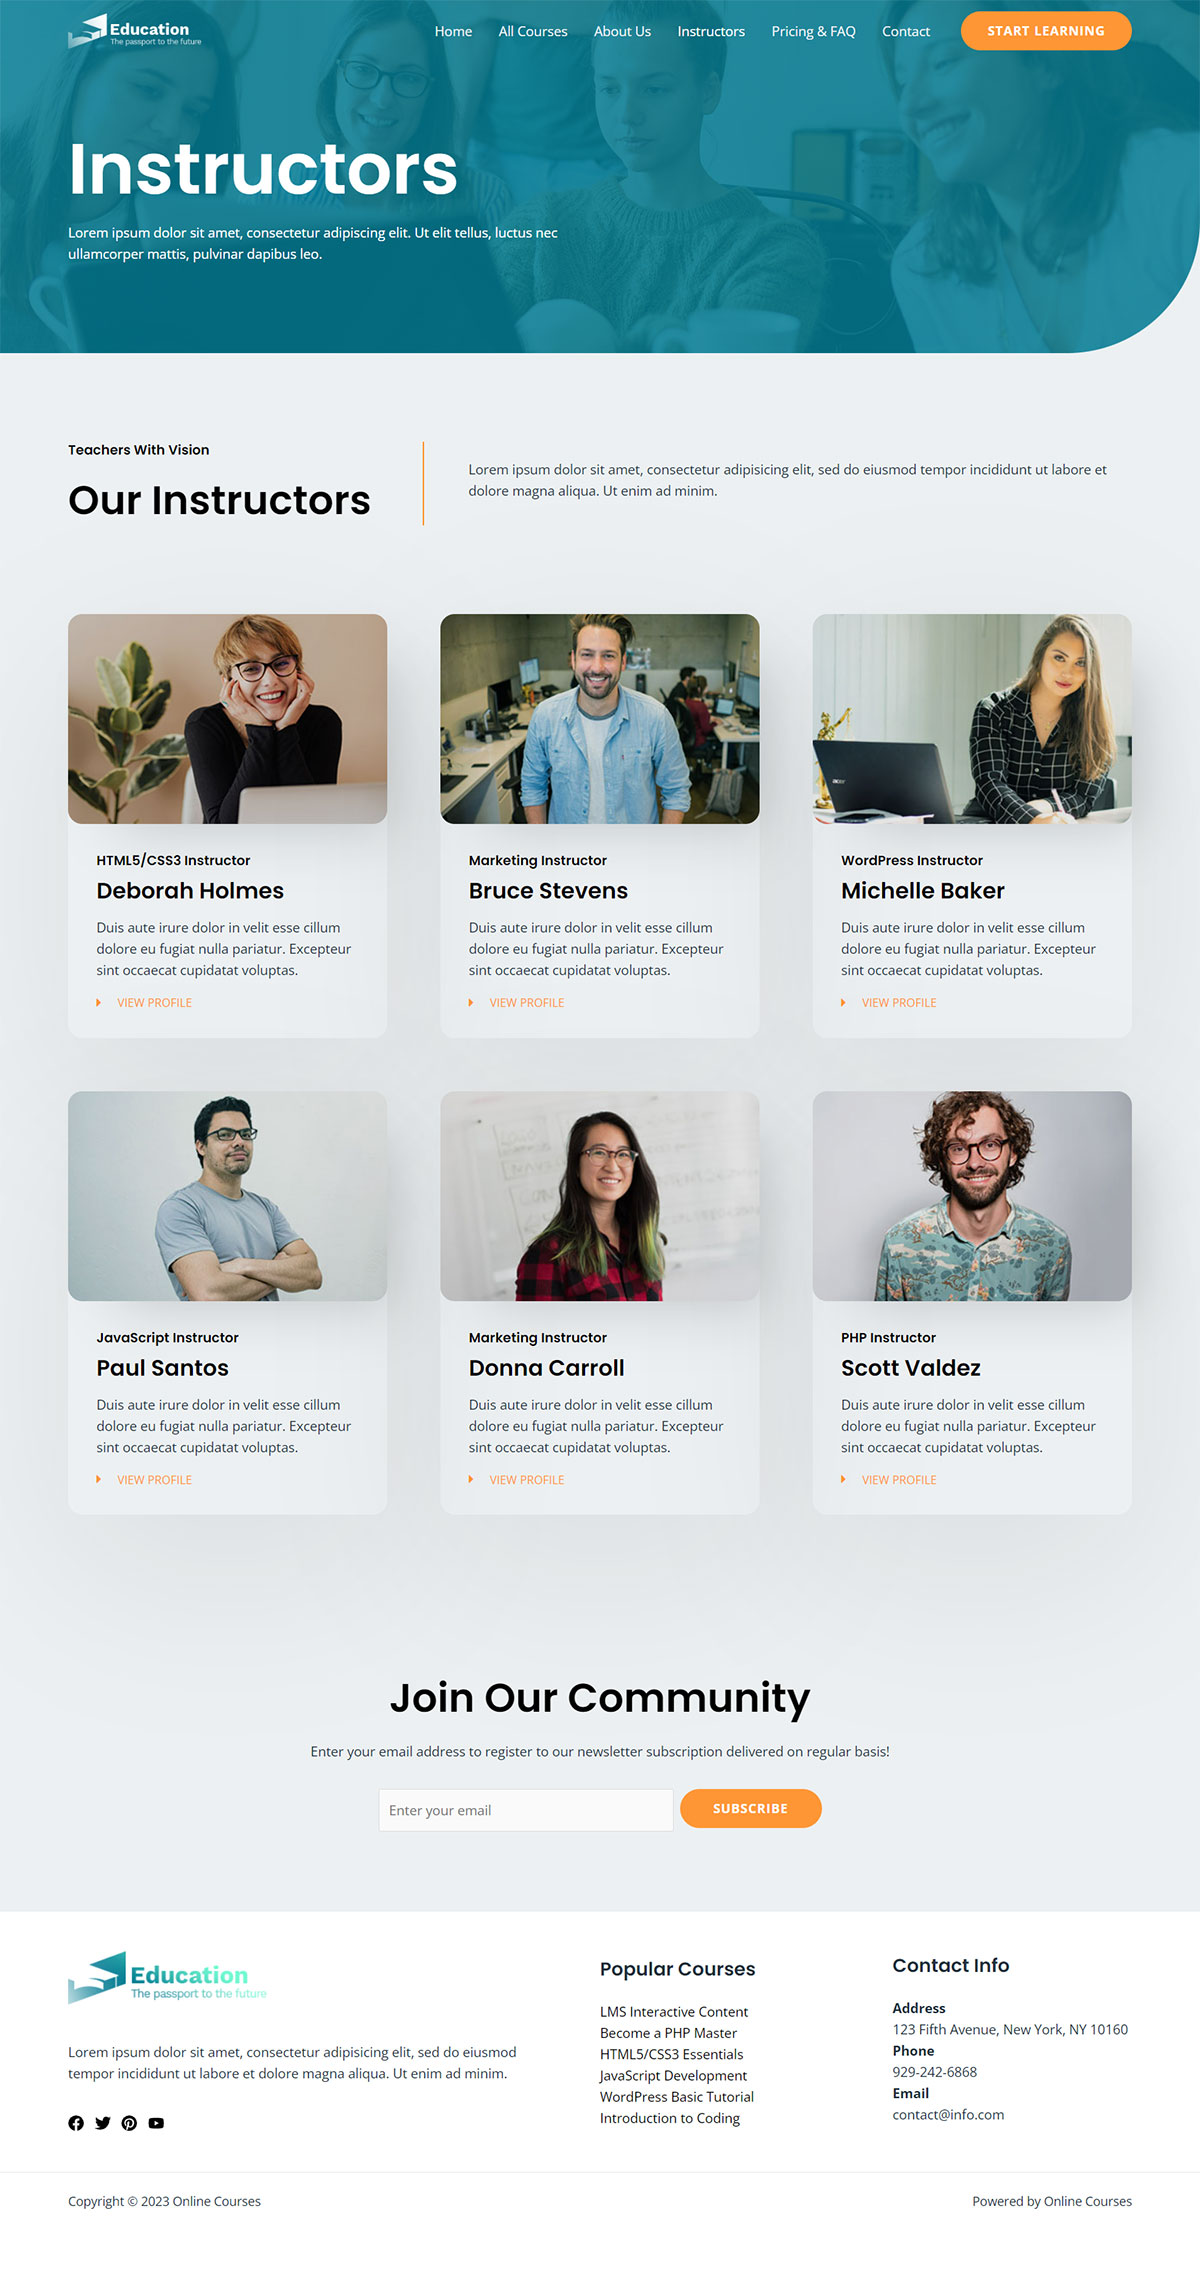 Education
The passport to the future
Home
All Courses
About Us
Instructors
Pricing & FAQ
Contact
START LEARNING
Instructors
Lorem ipsum dolor sit amet, consectetur adipiscing elit. Ut elit tellus, luctus nec
ullamcorper mattis, pulvinar dapibus leo.
Teachers With Vision
Our Instructors
Lorem ipsum dolor sit amet, consectetur adipisicing elit, sed do eiusmod tempor incididunt ut labore et
dolore magna aliqua. Ut enim ad minim.
acer
HTML5/CSS3 Instructor
Deborah Holmes
Duis aute irure dolor in velit esse cillum
dolore eu fugiat nulla pariatur. Excepteur
sint occaecat cupidatat voluptas.
VIEW PROFILE
Marketing Instructor
Bruce Stevens
Duis aute irure dolor in velit esse cillum
dolore eu fugiat nulla pariatur. Excepteur
sint occaecat cupidatat voluptas.
VIEW PROFILE
WordPress Instructor
Michelle Baker
Duis aute irure dolor in velit esse cillum
dolore eu fugiat nulla pariatur. Excepteur
sint occaecat cupidatat voluptas.
VIEW PROFILE
JavaScript Instructor
Paul Santos
Duis aute irure dolor in velit esse cillum
dolore eu fugiat nulla pariatur. Excepteur
sint occaecat cupidatat voluptas.
VIEW PROFILE
Marketing Instructor
Donna Carroll
Duis aute irure dolor in velit esse cillum
dolore eu fugiat nulla pariatur. Excepteur
sint occaecat cupidatat voluptas.
VIEW PROFILE
PHP Instructor
Scott Valdez
Duis aute irure dolor in velit esse cillum
dolore eu fugiat nulla pariatur. Excepteur
sint occaecat cupidatat voluptas.
VIEW PROFILE
Join Our Community
Enter your email address to register to our newsletter subscription delivered on regular basis!
Enter your email
SUBSCRIBE
Education
The passport to the future
Lorem ipsum dolor sit amet, consectetur adipisicing elit, sed do eiusmod
tempor incididunt ut labore et dolore magna aliqua. Ut enim ad minim.
Popular Courses
LMS Interactive Content
Become a PHP Master
HTML5/CSS3 Essentials
JavaScript Development
WordPress Basic Tutorial
Introduction to Coding
Contact Info
Address
123 Fifth Avenue, New York, NY 10160
Phone
929-242-6868
Email
contact@info.com
Copyright © 2023 Online Courses
Powered by Online Courses